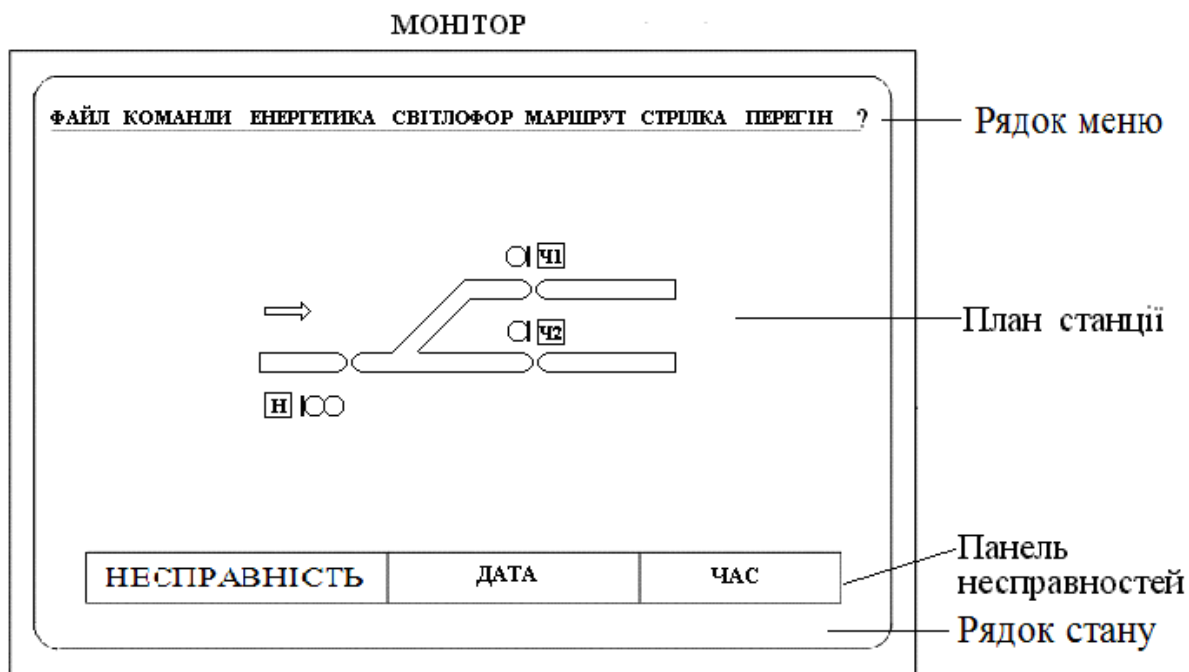 МОНІТОР
ФАЙЛ КОМАНДИ ЕНЕРГЕТИКА СВІТЛОФОР МАРШРУТ СТРІЛКА ПЕРЕГІН ?
Рядок меню
Ч1
План станції
Ч2
Н
НЕСПРАВНІСТЬ ДАТА ЧАС
Панель
несправностей
Рядок стану